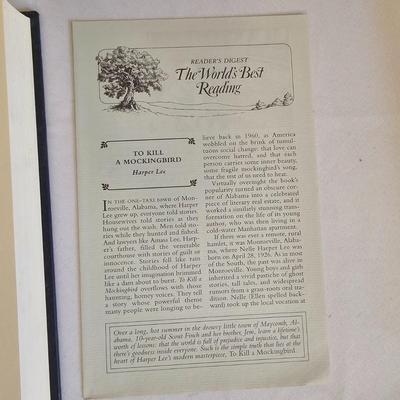 READER'S DIGEST
The World's Best
Reading
TO KILL
A MOCKINGBIRD
Harper Lee
IN THE ONE-TAXI TOWN of Mon-
roeville, Alabama, where Harper
Lee grew up, everyone told stories.
Housewives told stories as they
hung out the wash. Men told sto-
ries while they hunted and fished.
And lawyers like Amasa Lee, Harp-
er's father, filled the venerable
courthouse with stories of guilt or
innocence. Stories fell like rain
around the childhood of Harper
Lee until her imagination brimmed
like a dam about to burst. To Kill a
Mockingbird overflows with those
haunting, homey voices. They tell
a story whose powerful theme
many people were longing to be-
lieve back in 1960, as America
wobbled on the brink of tumul-
tuous social change: that love can
overcome hatred, and that each
person carries some inner beauty,
some fragile mockingbird's song,
that the rest of us need to hear.
Virtually overnight the book's
popularity turned an obscure cor-
ner of Alabama into a celebrated
piece of literary real estate, and it
worked a similarly stunning trans-
formation on the life of its young
author, who was then living in a
cold-water Manhattan apartment.
If there was ever a remote, rural
hamlet, it was Monroeville, Alaba-
ma, where Nelle Harper Lee was
born on April 28, 1926. As in most
of the South, the past was alive in
Monroeville. Young boys and girls
inherited a vivid pastiche of ghost
stories, tall tales, and widespread
rumors from a grass-roots oral tra-
dition. Nelle (Ellen spelled back-
ward) took up the local vocation at
Over a long, hot summer in the drowsy little town of Maycomb, Al-
abama, 10-year-old Scout Finch and her brother, Jem, learn a lifetime's
worth of lessons: that the world is full of prejudice and injustice, but that
there's goodness inside everyone. Such is the simple truth that lies at the
heart of Harper Lee's modern masterpiece, To Kill a Mockingbird.